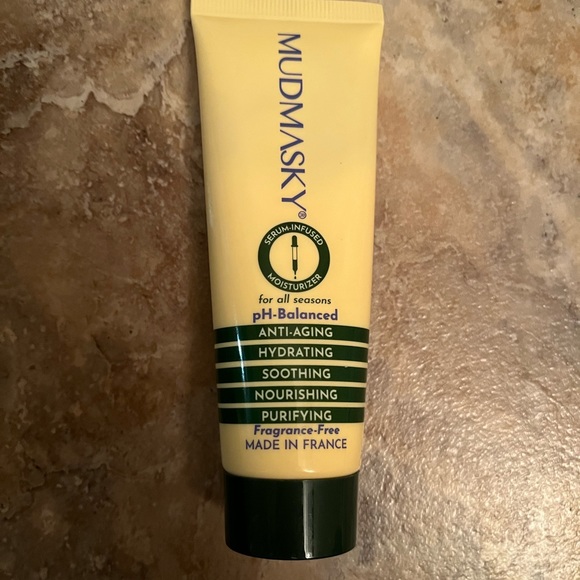 MUDMASKY®
SERUM-INFUSED
MOISTURIZER
for all seasons
pH-Balanced
ANTI-AGING
HYDRATING
SOOTHING
NOURISHING
PURIFYING
Fragrance-Free
MADE IN FRANCE